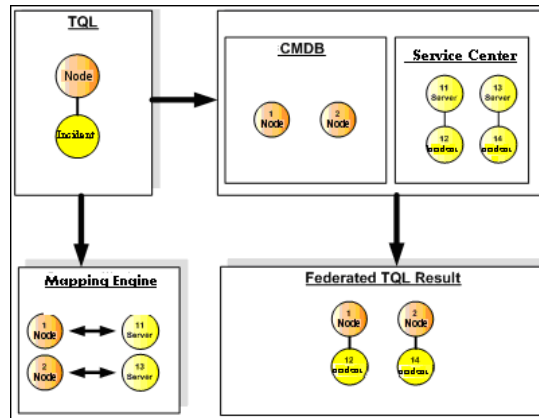 TQL
Node
Incident
CMDB
1
Node
2
Node
Service Center
11
Server
13
Server
12
14
Mapping Engine
1
Node
11
Server
2
Node
13
Server
Federated TQL Result
1
Node
2
Node
12
14